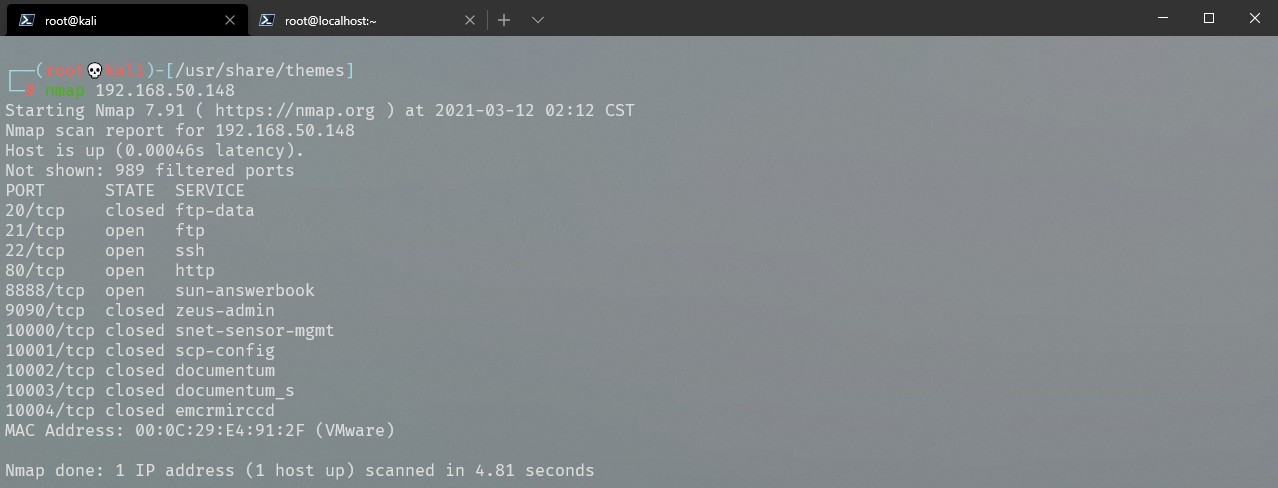 root@kali
root@localhost:~
┌──(root💀kali)-[/usr/share/themes]
└─# nmap 192.168.50.148
Starting Nmap 7.91 ( https://nmap.org ) at 2021-03-12 02:12 CST
Nmap scan report for 192.168.50.148
Host is up (0.00046s latency).
Not shown: 989 filtered ports
PORT      STATE  SERVICE
20/tcp    closed ftp-data
21/tcp    open   ftp
22/tcp    open   ssh
80/tcp    open   http
8888/tcp  open   sun-answerbook
9090/tcp  closed zeus-admin
10000/tcp closed snet-sensor-mgmt
10001/tcp closed scp-config
10002/tcp closed documentum
10003/tcp closed documentum_s
10004/tcp closed emcrmirccd
MAC Address: 00:0C:29:E4:91:2F (VMware)
Nmap done: 1 IP address (1 host up) scanned in 4.81 seconds